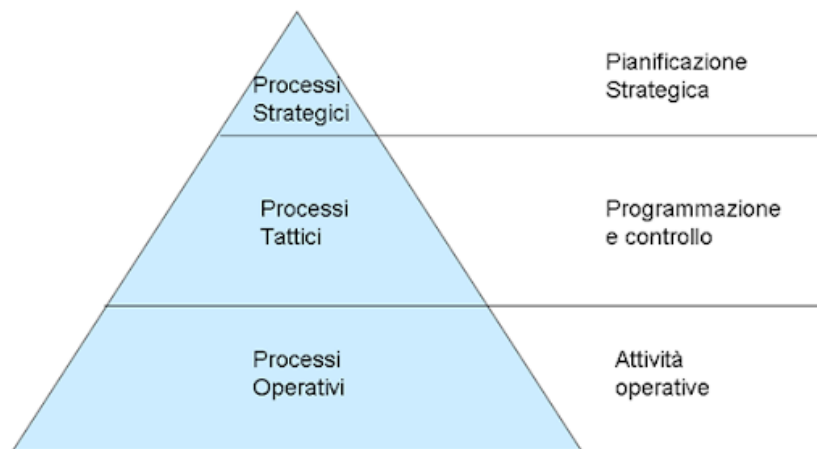 Processi
Strategici
Pianificazione
Strategica
Processi
Tattici
Programmazione
e controllo
Processi
Operativi
Attività
operative